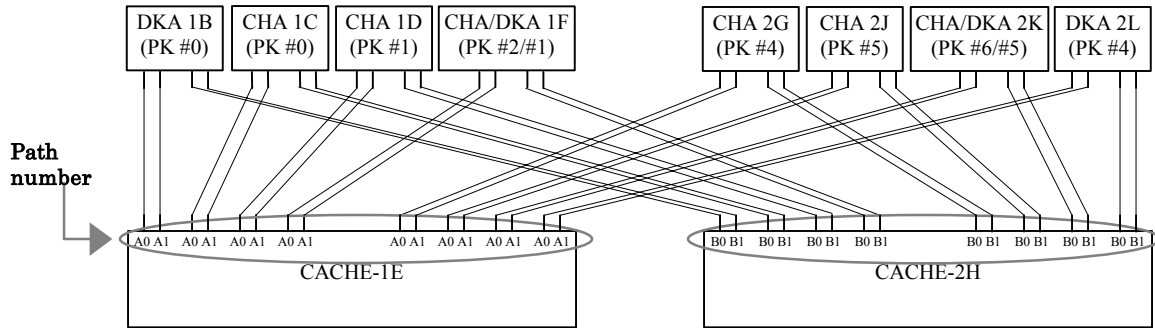 DKA 1B
(PK #0)
CHA 1C
(PK #0)
CHA 1D
(PK #1)
CHA/DKA 1F
(PK #2/#1)
CHA 2G
(PK #4)
CHA 2J
(PK #5)
CHA/DKA 2K
(PK #6/#5)
DKA 2L
(PK #4)
Path
number
A0 A1 A0 A1 A0 A1 A0 A1 A0 A1 A0 A1 A0 A1 A0 A1
CACHE-1E
B0 B1 B0 B1 B0 B1 B0 B1 B0 B1 B0 B1 B0 B1 B0 B1
CACHE-2H